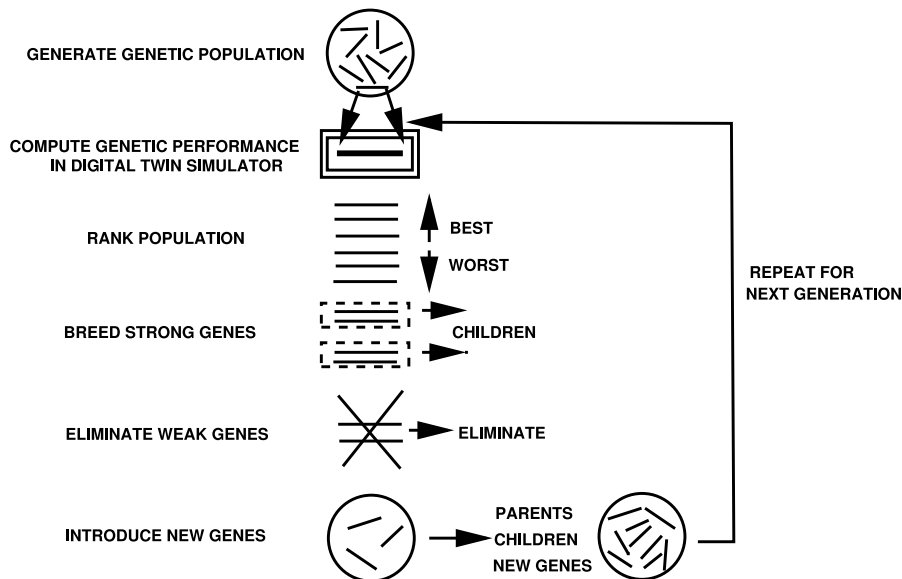 GENERATE GENETIC POPULATION
COMPUTE GENETIC PERFORMANCE
IN DIGITAL TWIN SIMULATOR
RANK POPULATION
BEST
WORST
REPEAT FOR
NEXT GENERATION
BREED STRONG GENES
CHILDREN
ELIMINATE WEAK GENES
ELIMINATE
INTRODUCE NEW GENES
PARENTS
CHILDREN
NEW GENES